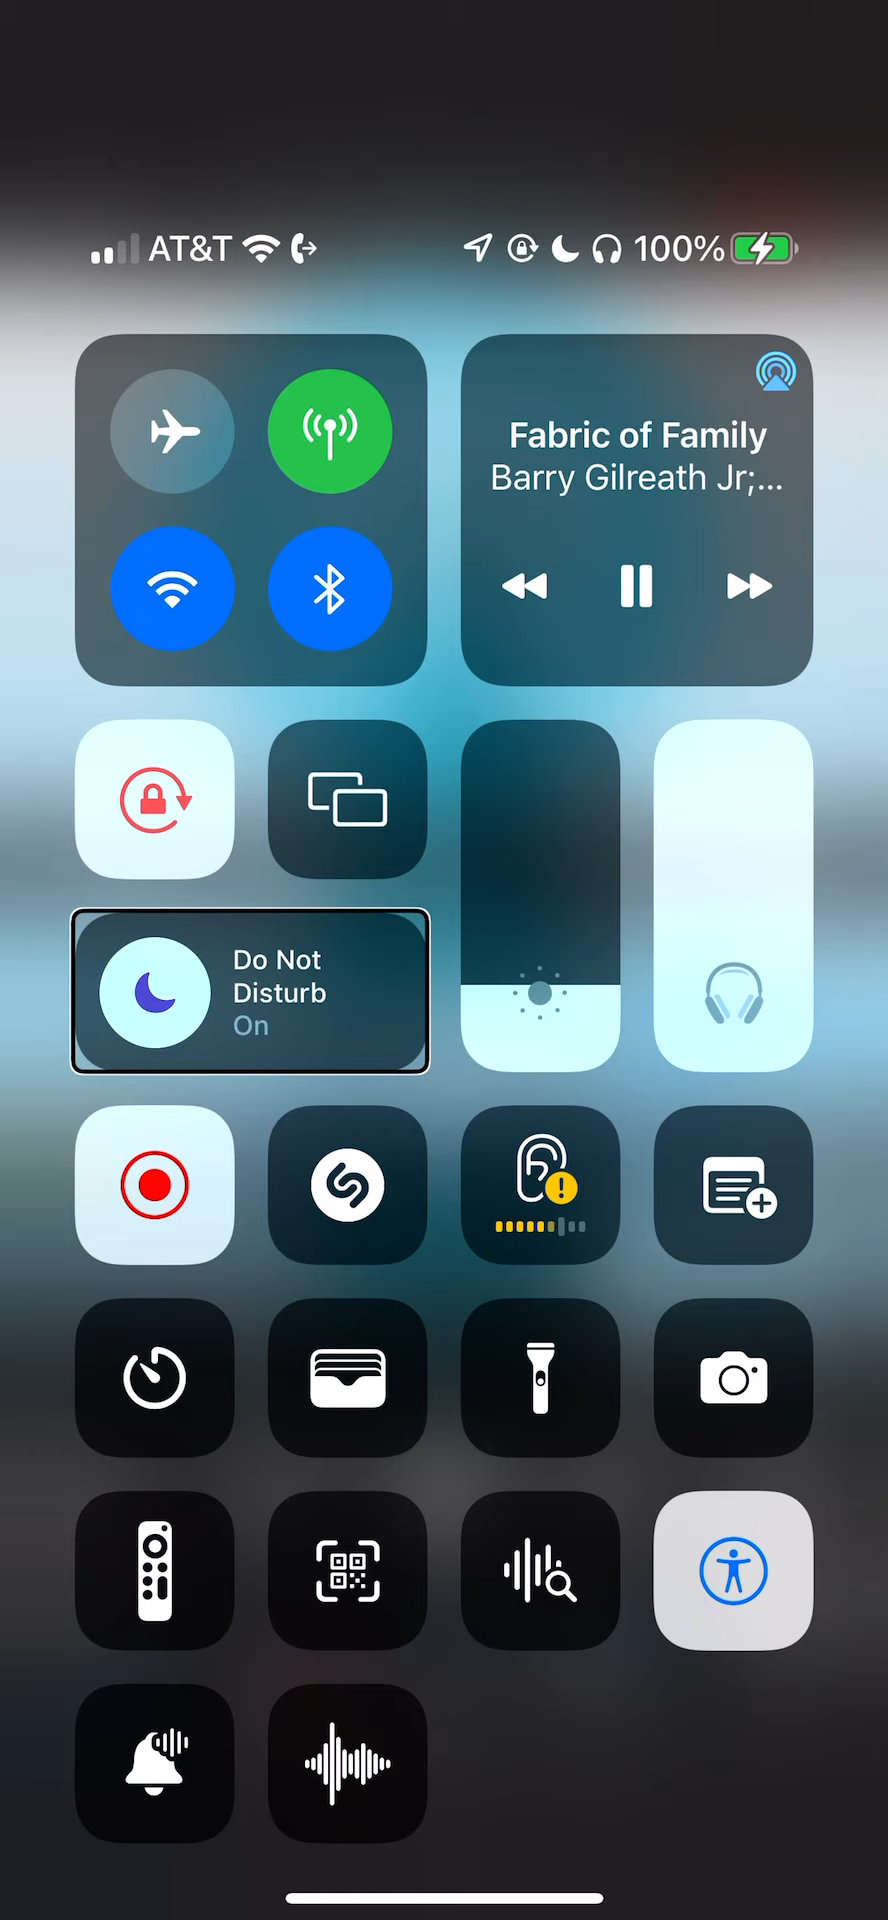 AT&T 100%
Fabric of Family
Barry Gilreath Jr;...
Do Not
Disturb
On